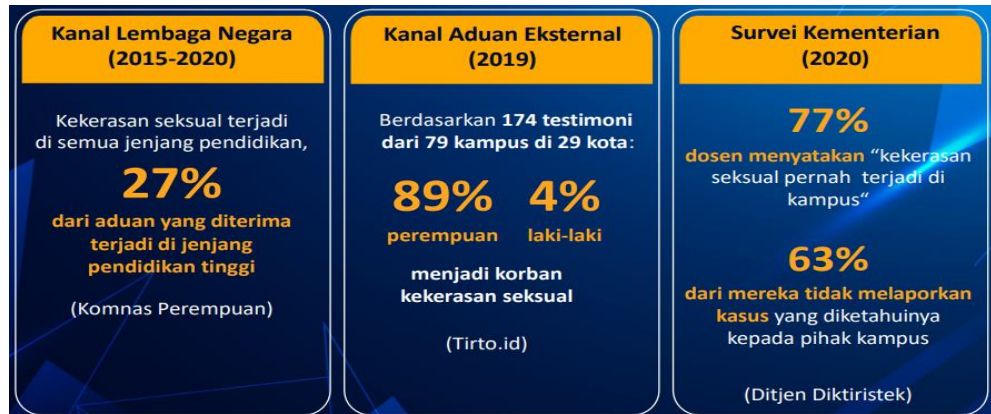 Kanal Lembaga Negara
(2015-2020)
Kekerasan seksual terjadi
di semua jenjang pendidikan,
27%
dari aduan yang diterima
terjadi di jenjang
pendidikan tinggi
(Komnas Perempuan)
Kanal Aduan Eksternal
(2019)
Berdasarkan 174 testimoni
dari 79 kampus di 29 kota:
89% 4%
perempuan laki-laki
menjadi korban
kekerasan seksual
(Tirto.id)
Survei Kementerian
(2020)
77%
dosen menyatakan “kekerasan
seksual pernah terjadi di
kampus“
63%
dari mereka tidak melaporkan
kasus yang diketahuinya
kepada pihak kampus
(Ditjen Diktiristek)